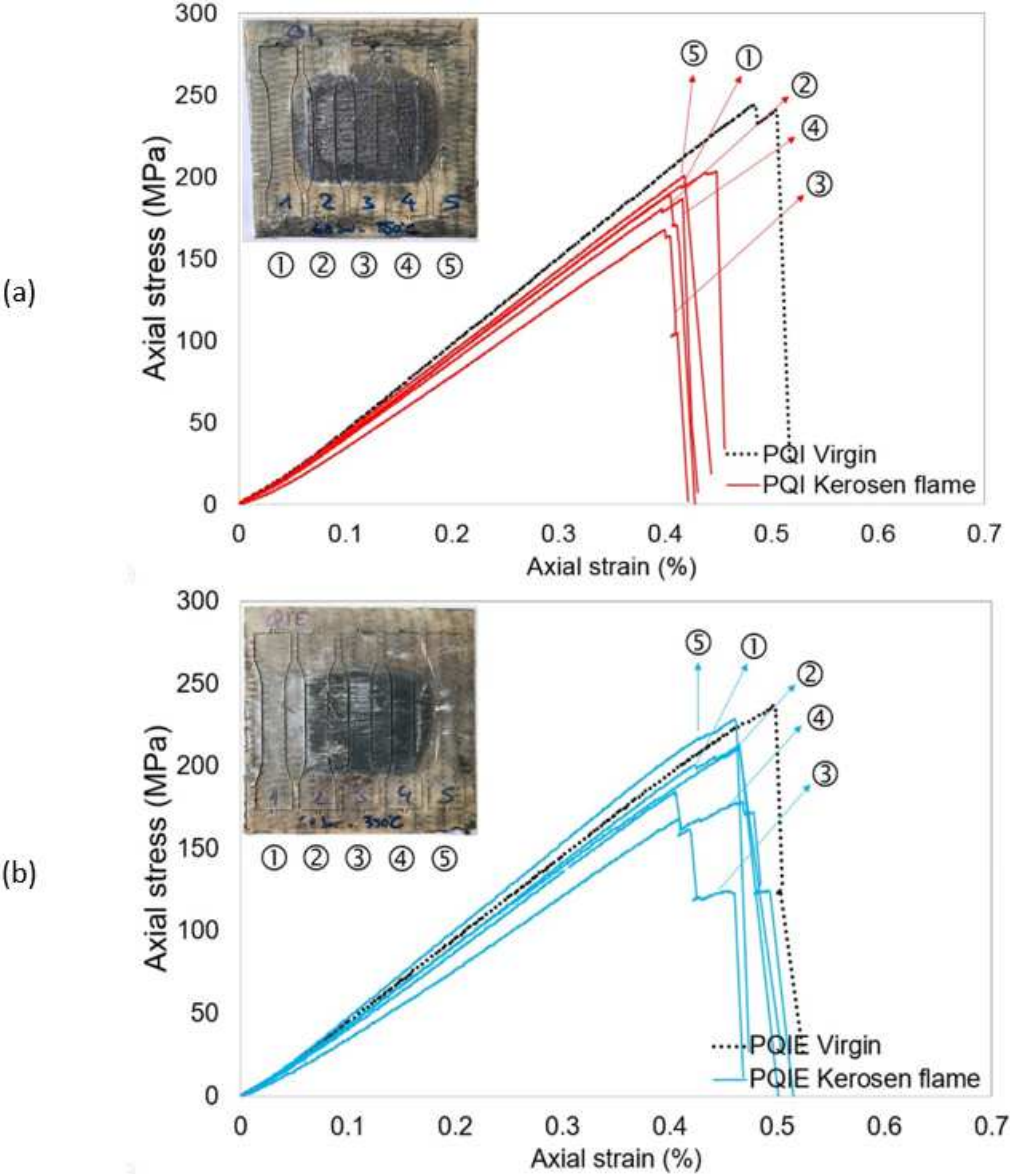 (a)
Axial stress (MPa)
300
250
200
150
100
50
0
0 0.1 0.2 0.3 0.4 0.5 0.6 0.7
Axial strain (%)
1 2 3 4 5
① ② ③ ④ ⑤
⑤ ① ② ④ ③
PQI Virgin
PQI Kerosen flame
(b)
Axial stress (MPa)
300
250
200
150
100
50
0
0 0.1 0.2 0.3 0.4 0.5 0.6 0.7
Axial strain (%)
QIE
1 2 3 4 5
① ② ③ ④ ⑤
⑤ ① ② ④ ③
PQIE Virgin
PQIE Kerosen flame